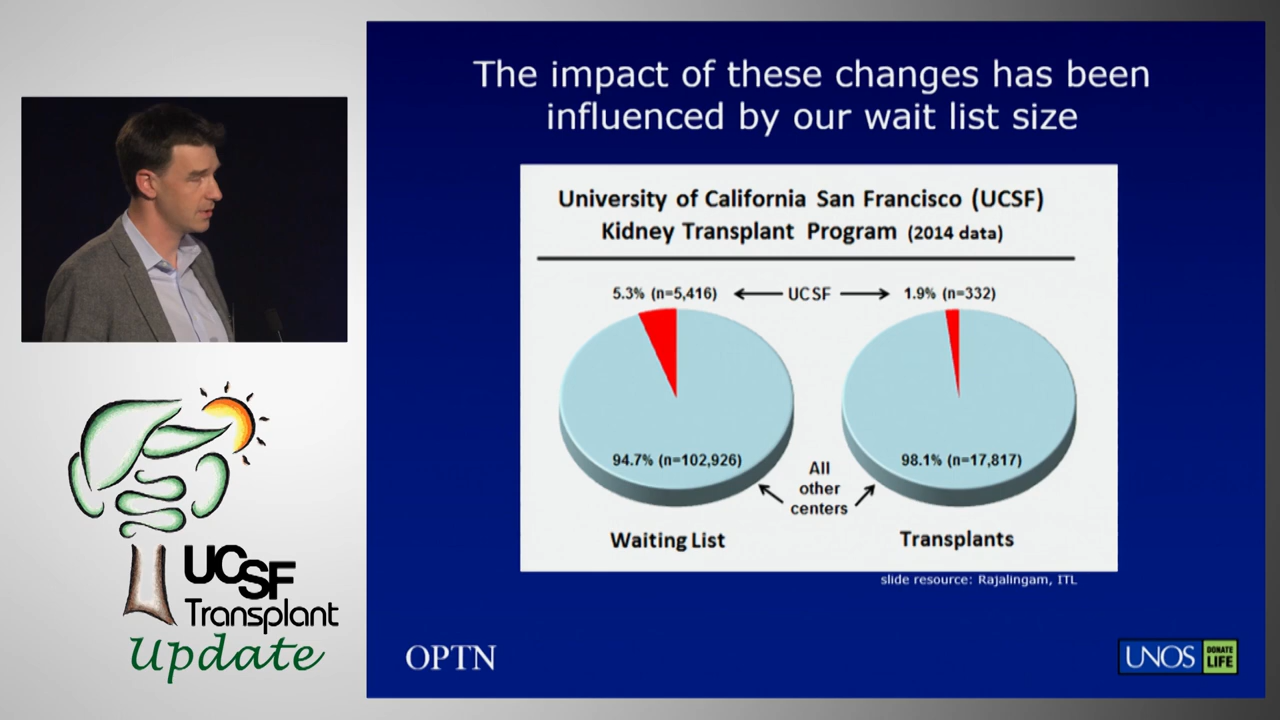 The impact of these changes has been
influenced by our wait list size
University of California San Francisco (UCSF)
Kidney Transplant Program (2014 data)
5.3% (n=5,416) ← UCSF → 1.9% (n=332)
94.7% (n=102,926)
98.1% (n=17,817)
All
other
centers
Waiting List
Transplants
slide resource: Rajalingam, ITL
UCSF
Transplant
Update
OPTN
UNOS
DONATE
LIFE